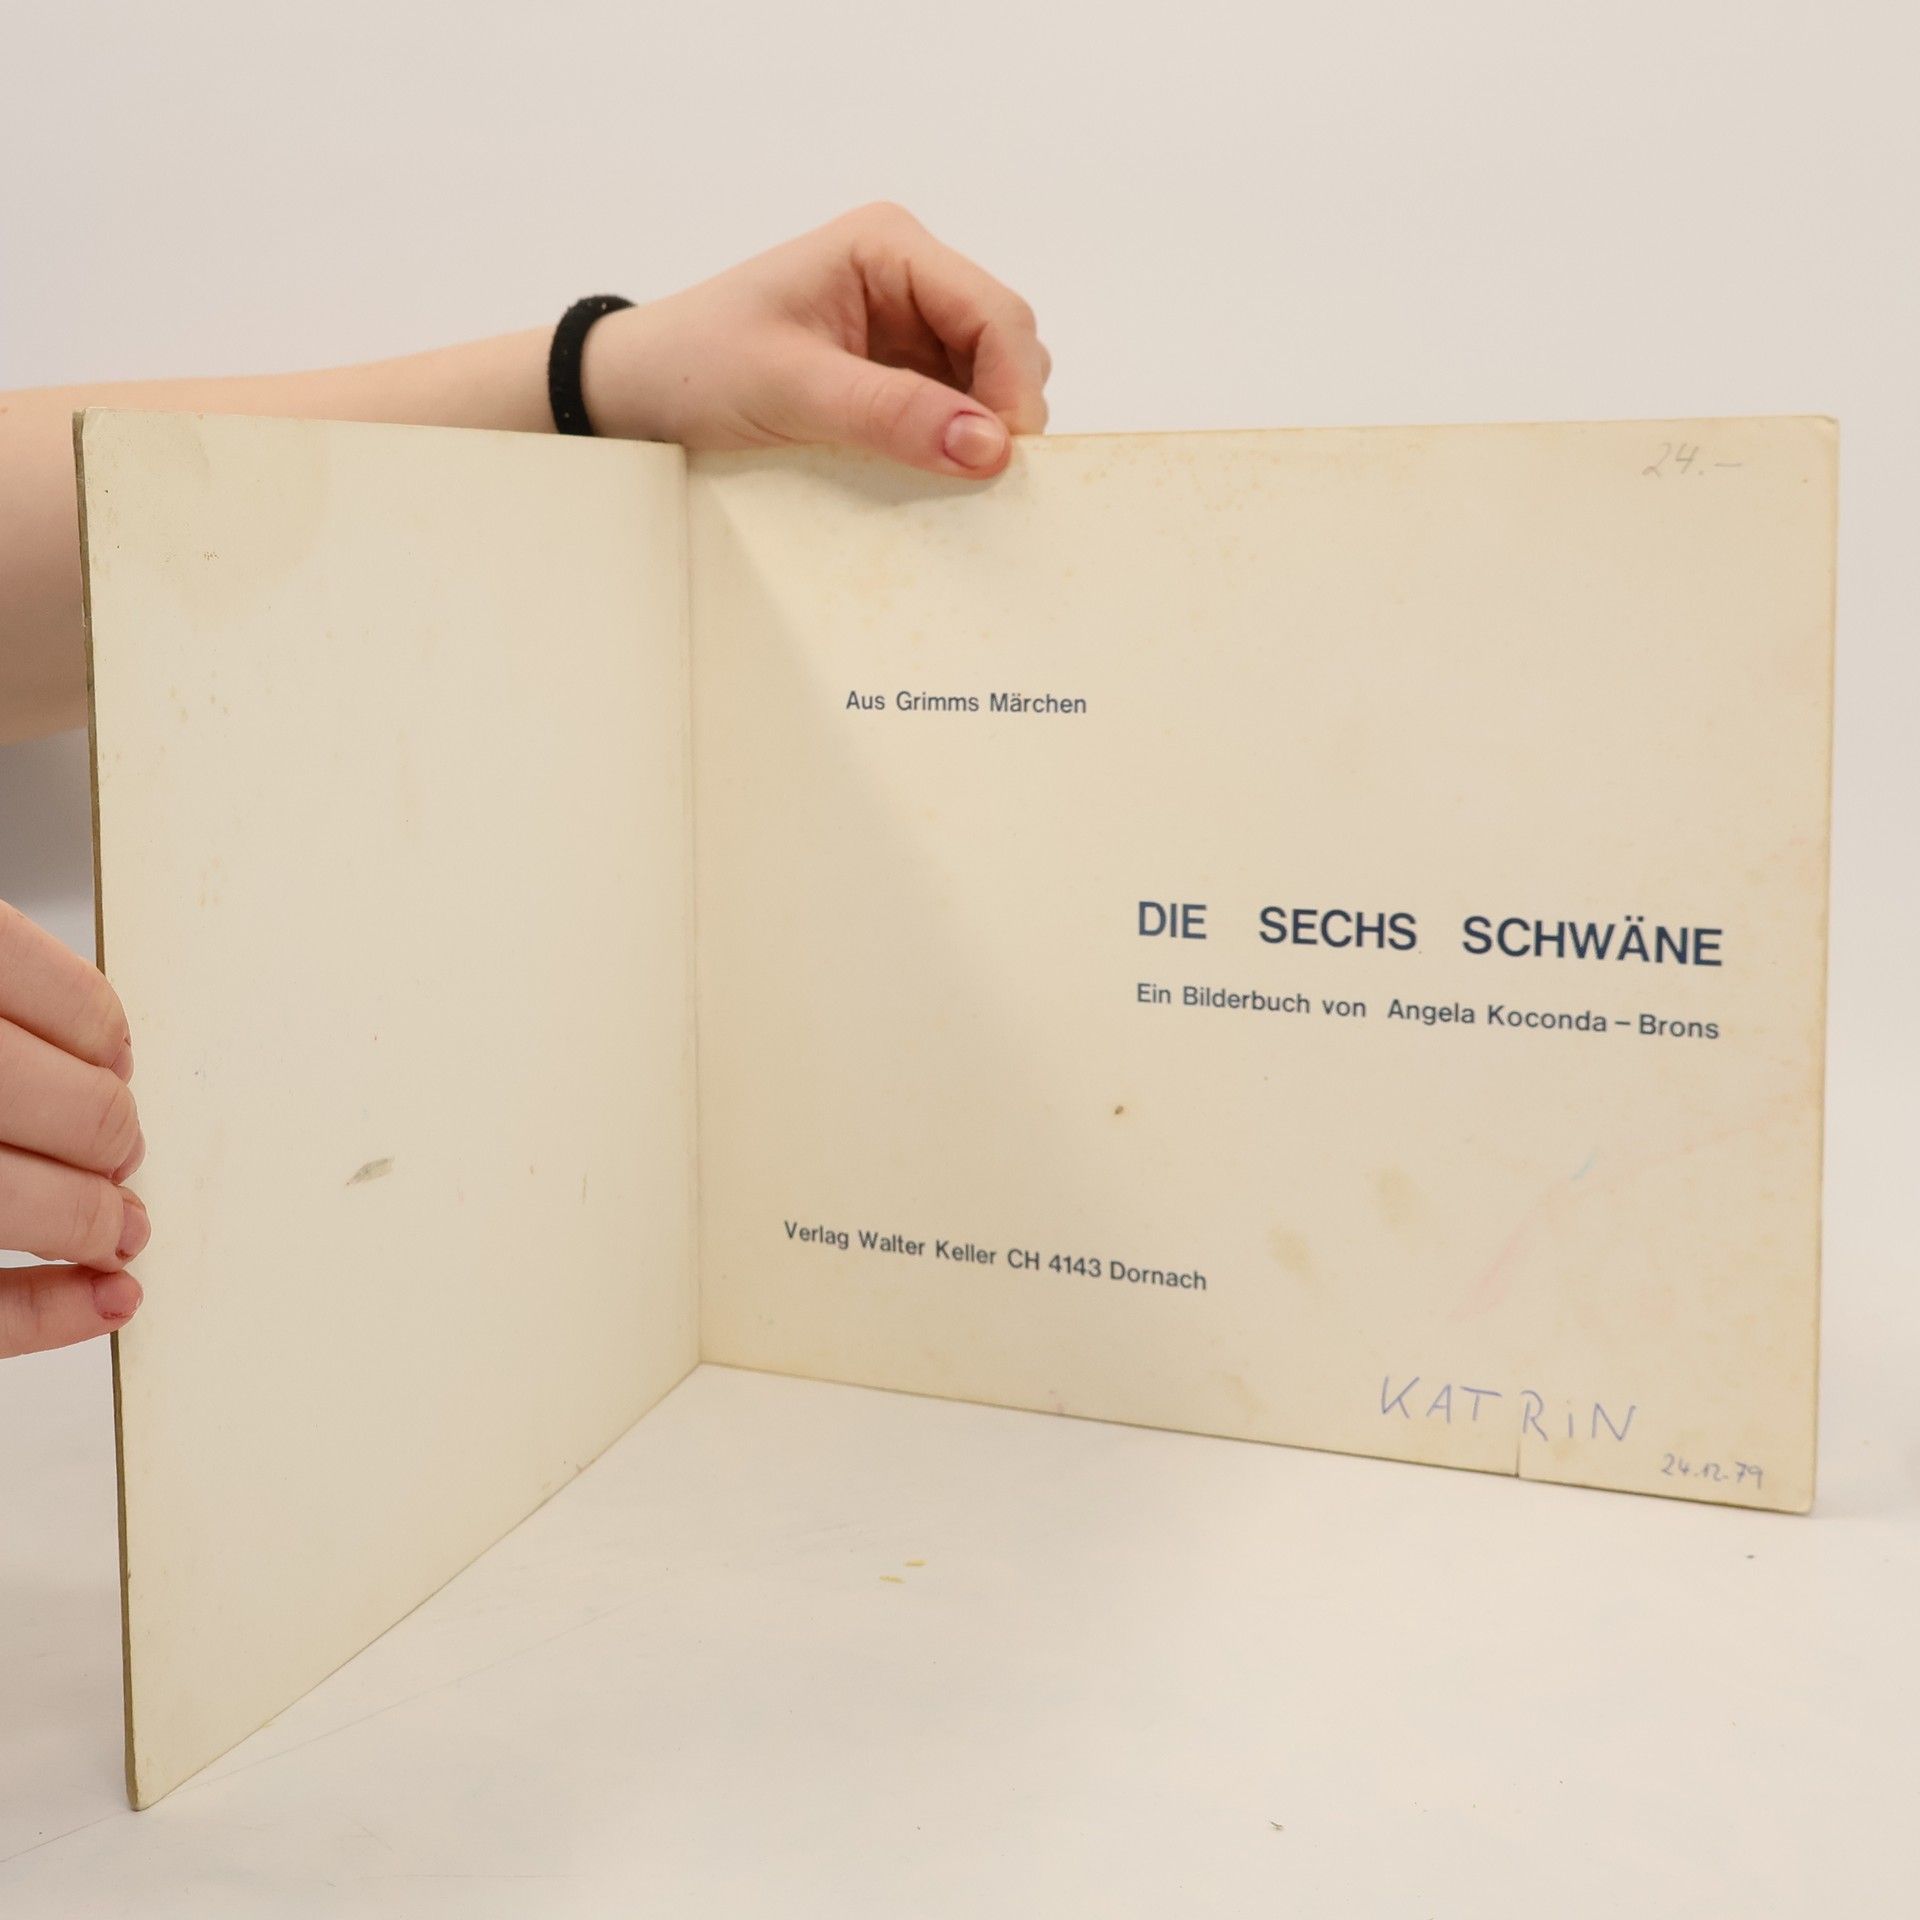 24.–
Aus Grimms Märchen
DIE SECHS SCHWÄNE
Ein Bilderbuch von Angela Koconda – Brons
Verlag Walter Keller CH 4143 Dornach
KATRiN
24.12.79